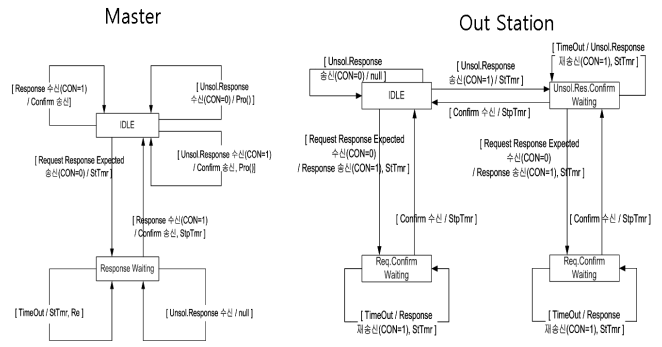 Master
[ Response 수신(CON=1)
/ Confirm 송신]
[ Unsol.Response
수신(CON=0) / Pro() ]
IDLE
[ Request Response Expected
송신(CON=0) / StTmr ]
[ Unsol.Response 수신(CON=1)
/ Confirm 송신, Pro()]
[ Response 수신(CON=1)
/ Confirm 송신, StpTmr ]
Response Waiting
[ TimeOut / StTmr, Re ]
[ Unsol.Response 수신 / null ]
Out Station
[ Unsol.Response
송신(CON=0) / null ]
IDLE
[ Unsol.Response
송신(CON=1) / StTmr ]
[ Confirm 수신 / StpTmr ]
[ TimeOut / Unsol.Response
재송신(CON=1), StTmr ]
Unsol.Res.Confirm
Waiting
[ Request Response Expected
수신(CON=0)
/ Response 송신(CON=1), StTmr ]
[ Request Response Expected
수신(CON=0)
/ Response 송신(CON=1), StTmr ]
[ Confirm 수신 / StpTmr ]
[ Confirm 수신 / StpTmr ]
Req.Confirm
Waiting
Req.Confirm
Waiting
[ TimeOut / Response
재송신(CON=1), StTmr ]
[ TimeOut / Response
재송신(CON=1), StTmr ]